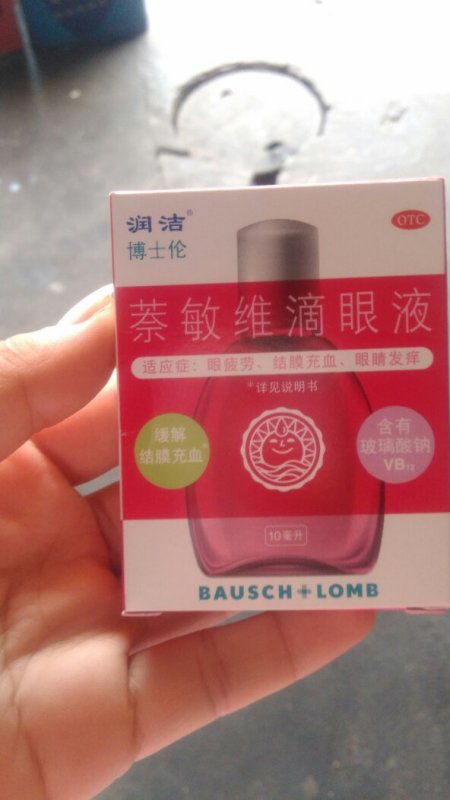 润洁®
OTC
博士伦
萘敏维滴眼液
适应症：眼疲劳、结膜充血、眼睛发痒
*详见说明书
缓解
结膜充血*
含有
玻璃酸钠
VB12
10毫升
BAUSCH+LOMB